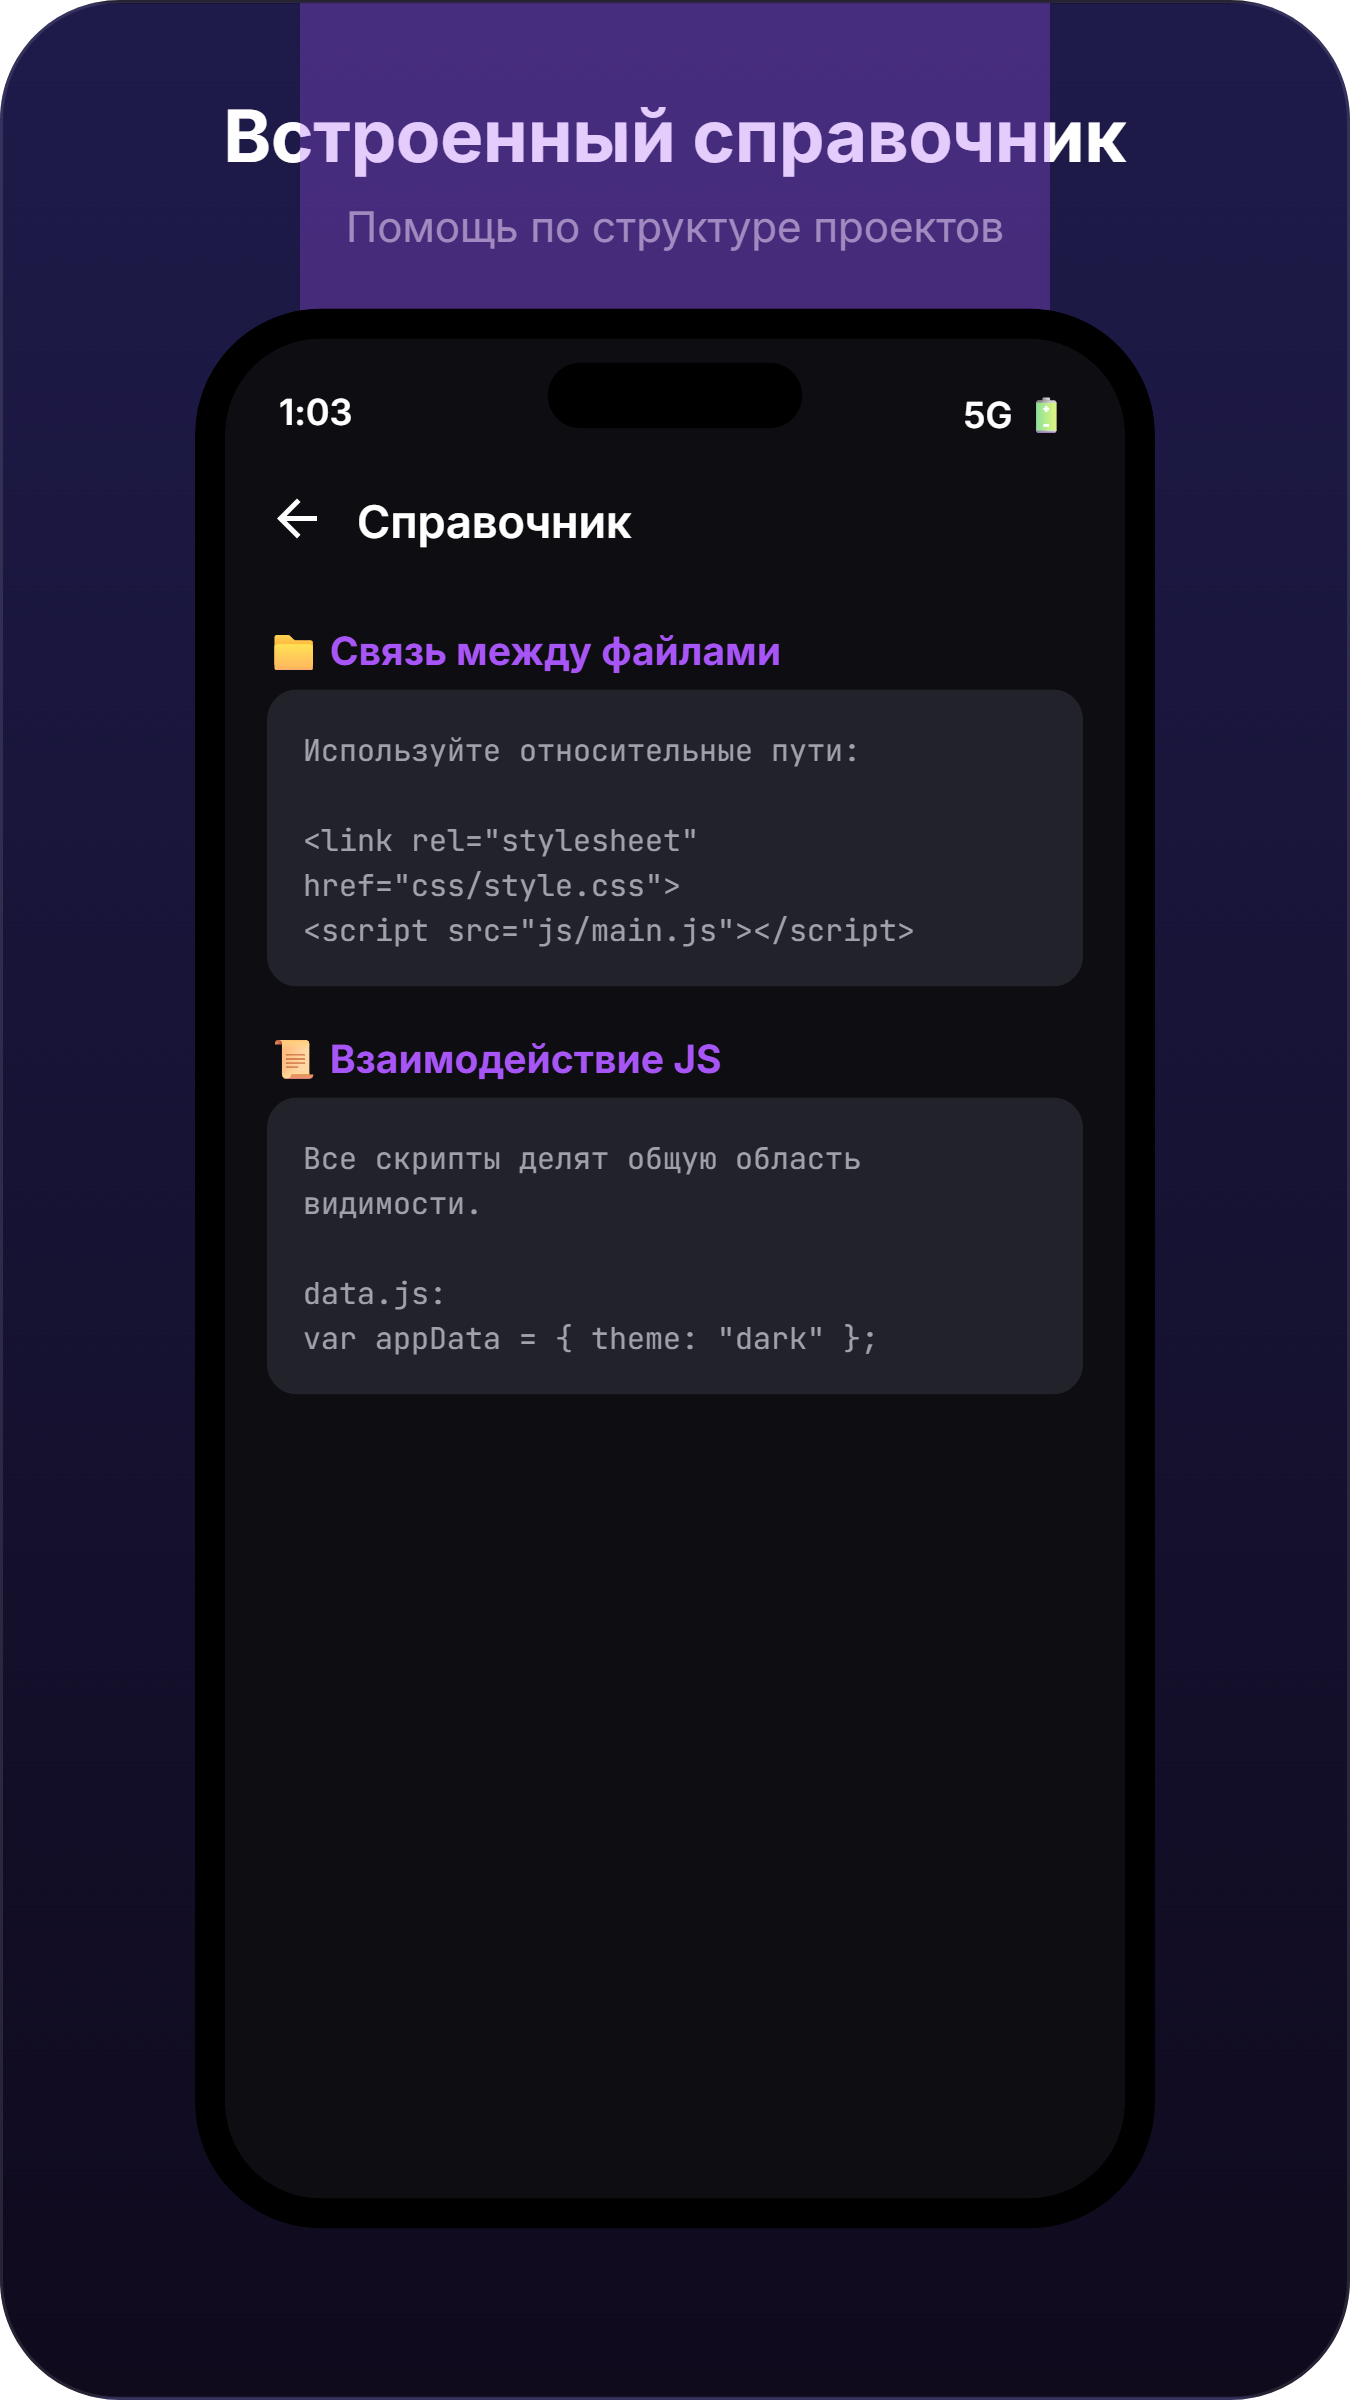 Встроенный справочник
Помощь по структуре проектов
1:03
5G
Справочник
Связь между файлами
Используйте относительные пути:
<link rel="stylesheet"
href="css/style.css">
<script src="js/main.js"></script>
Взаимодействие JS
Все скрипты делят общую область
видимости.
data.js:
var appData = { theme: "dark" };